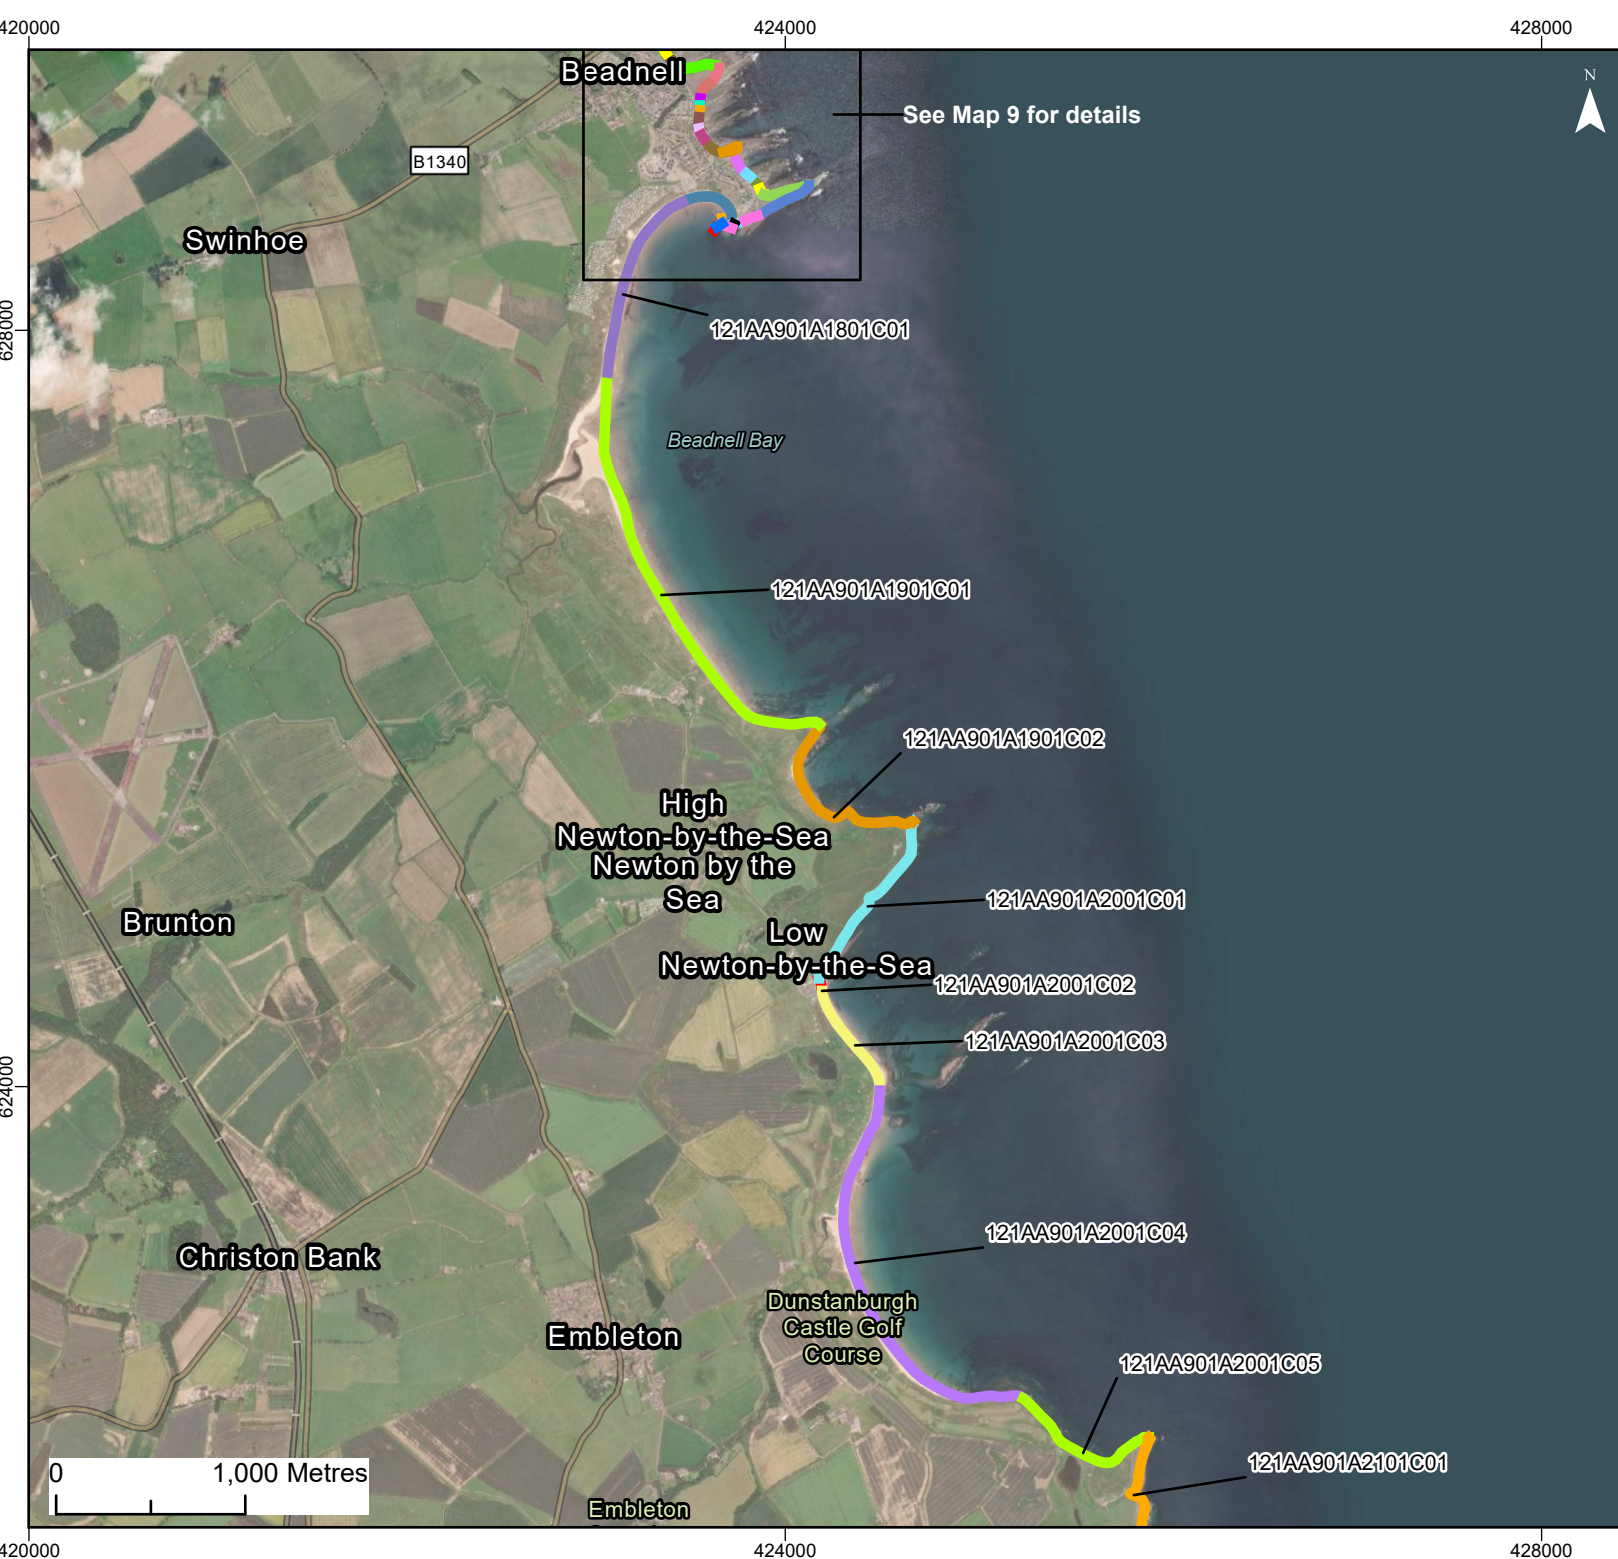 420000
424000
428000
Beadnell
N
See Map 9 for details
B1340
Swinhoe
628000
121AA901A1801C01
Beadnell Bay
121AA901A1901C01
121AA901A1901C02
High
Newton-by-the-Sea
Newton by the
Sea
121AA901A2001C01
Brunton
Low
Newton-by-the-Sea
121AA901A2001C02
121AA901A2001C03
624000
121AA901A2001C04
Christon Bank
Dunstanburgh
Castle Golf
Course
Embleton
121AA901A2001C05
121AA901A2101C01
0
1,000 Metres
Embleton
420000
424000
428000